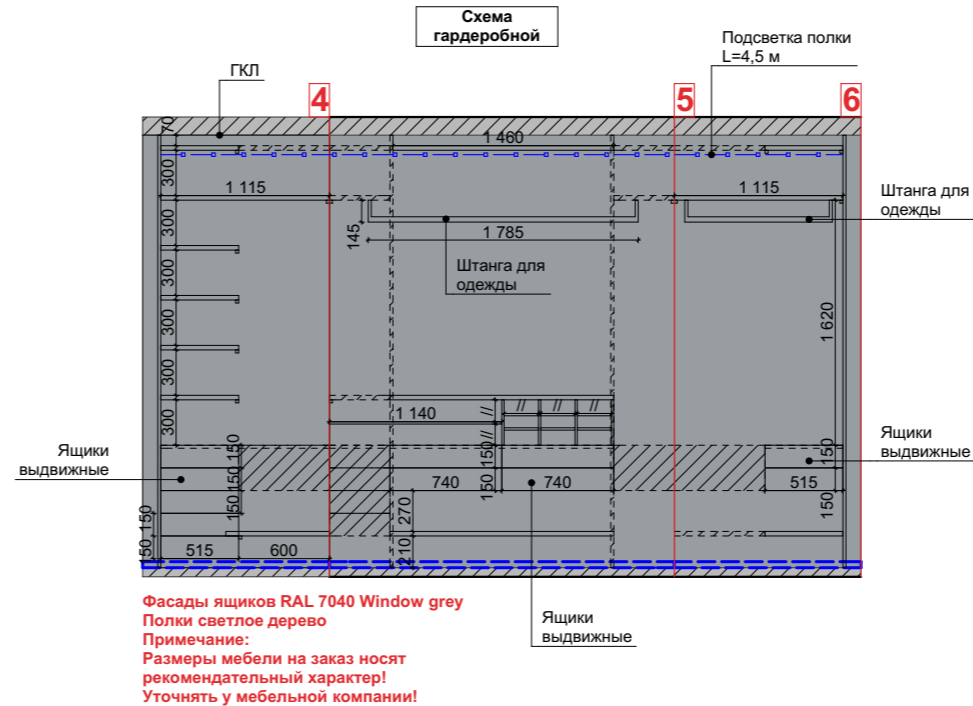 Схема
гардеробной
Подсветка полки
L=4,5 м
ГКЛ
4
5
6
70
1 460
300
1 115
1 115
Штанга для
одежды
145
1 785
300
Штанга для
одежды
300
300
1 620
300
300
1 140
//
//
//
//
//
Ящики
выдвижные
150
150
150
Ящики
выдвижные
150
740
150
740
515
150
150
270
150
515
600
210
Фасады ящиков RAL 7040 Window grey
Полки светлое дерево
Примечание:
Размеры мебели на заказ носят
рекомендательный характер!
Уточнять у мебельной компании!
Ящики
выдвижные